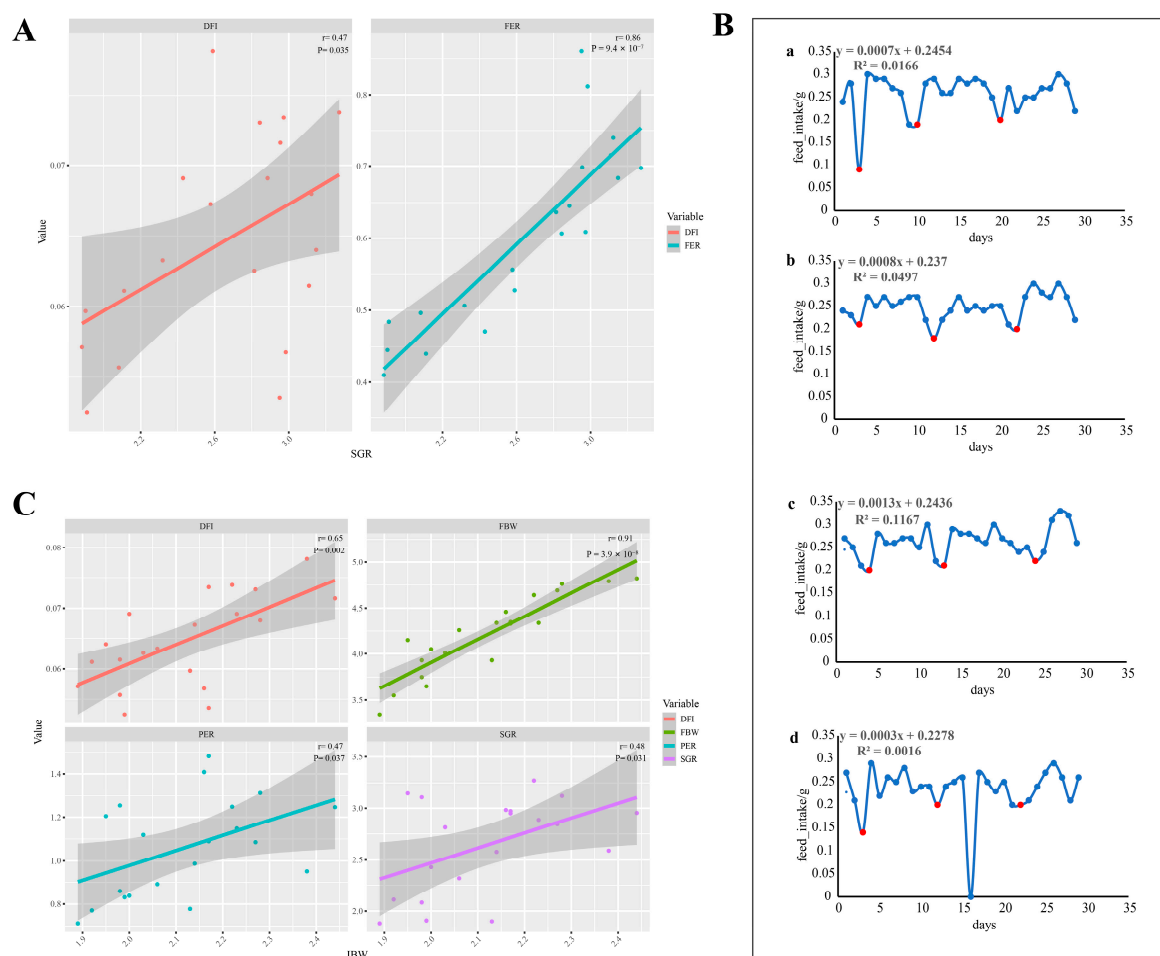 A
DFI
FER
r= 0.47
P= 0.035
r= 0.86
P = 9.4 × 10⁻⁷
Value
0.07
0.06
0.8
0.7
0.6
0.5
0.4
2.2
2.6
3.0
2.2
2.6
3.0
SGR
Variable
DFI
FER
B
a
y = 0.0007x + 0.2454
R² = 0.0166
feed_intake/g
0.35
0.3
0.25
0.2
0.15
0.1
0.05
0
0
5
10
15
20
25
30
35
days
b
y = 0.0008x + 0.237
R² = 0.0497
feed_intake/g
0.35
0.3
0.25
0.2
0.15
0.1
0.05
0
0
5
10
15
20
25
30
35
days
c
y = 0.0013x + 0.2436
R² = 0.1167
feed_intake/g
0.35
0.3
0.25
0.2
0.15
0.1
0.05
0
0
5
10
15
20
25
30
35
days
d
y = 0.0003x + 0.2278
R² = 0.0016
feed_intake/g
0.35
0.3
0.25
0.2
0.15
0.1
0.05
0
0
5
10
15
20
25
30
35
days
C
DFI
FBW
r= 0.65
P= 0.002
r= 0.91
0.08
0.07
0.06
5.0
4.5
4.0
3.5
PER
SGR
r= 0.47
P=0.037
r= 0.48
P=0.031
1.4
1.2
1.0
0.8
3.5
3.0
2.5
2.0
Value
1.9
2.0
2.1
2.2
2.3
2.4
1.9
2.0
2.1
2.2
2.3
2.4
IBW
Variable
DFI
FBW
PER
SGR